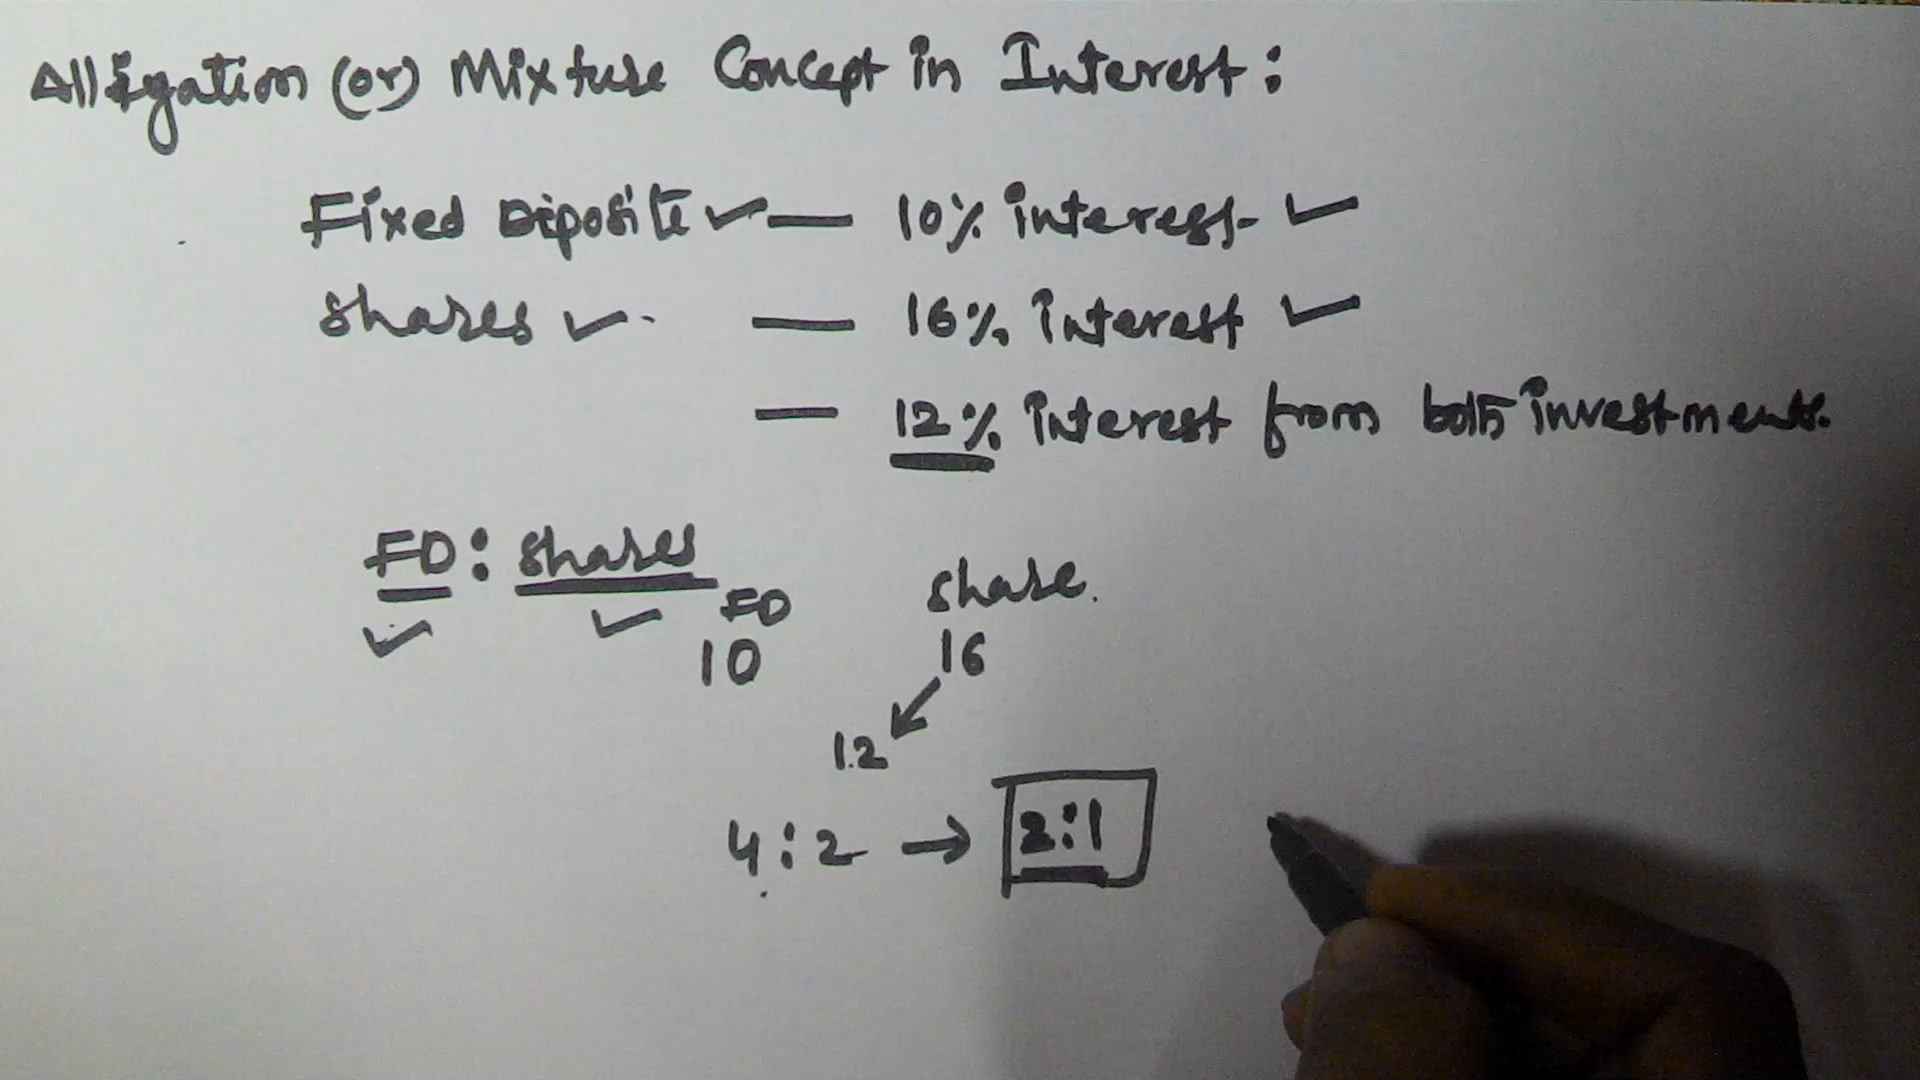 Alligation (or) Mixture Concept in Interest:
Fixed Diposite ✓ — 10% interest ✓
shares ✓ — 16% interest ✓
— 12% interest from both investments.
FD : shares
✓ ✓
FD share.
10 16
12
4:2 → 2:1